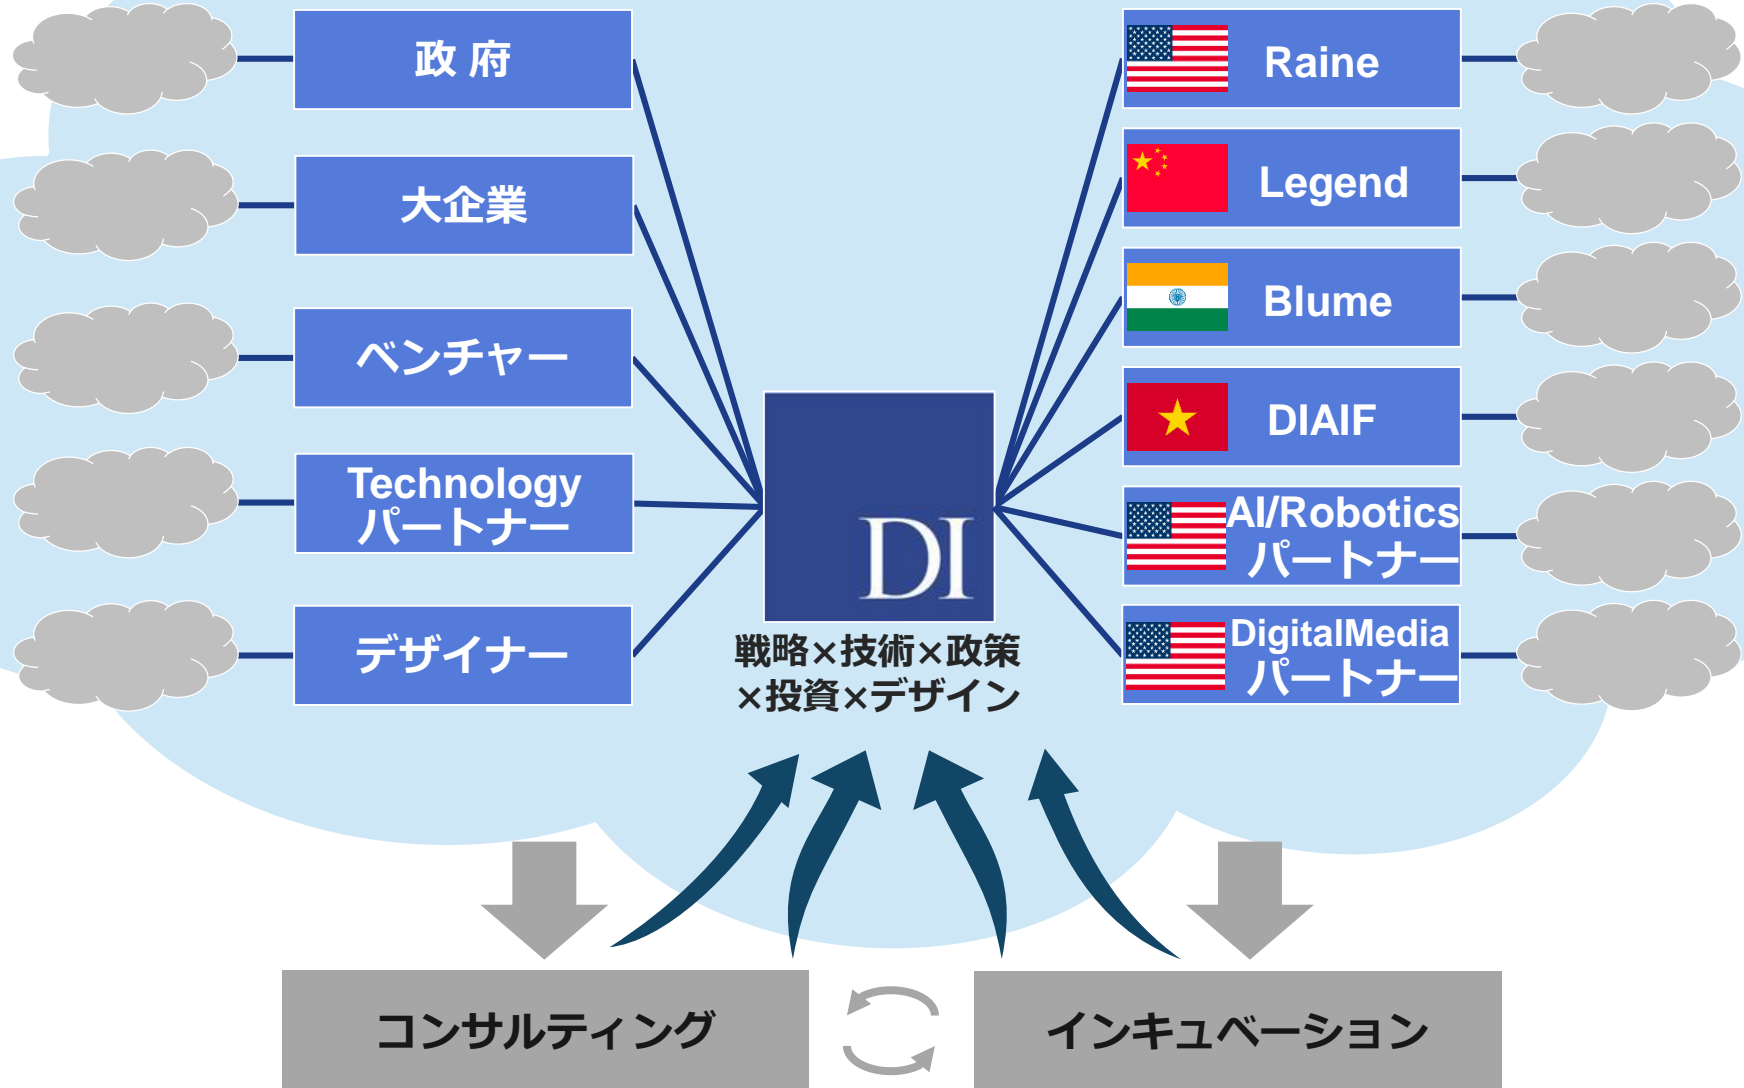 政 府
大企業
ベンチャー
Technology
パートナー
デザイナー
DI
戦略×技術×政策
×投資×デザイン
Raine
Legend
Blume
DIAIF
AI/Robotics
パートナー
DigitalMedia
パートナー
コンサルティング
インキュベーション